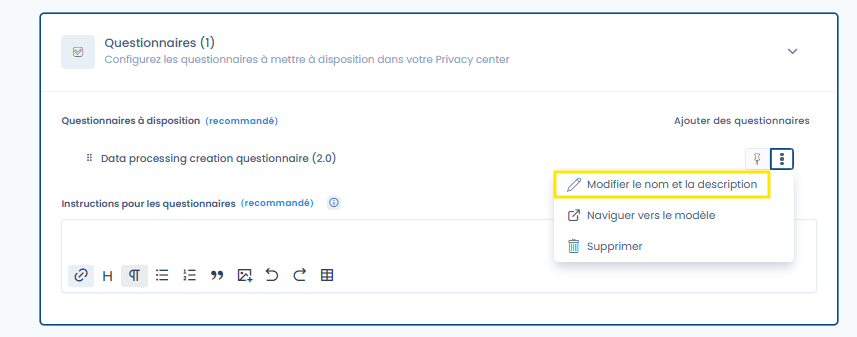 Questionnaires (1)
Configurez les questionnaires à mettre à disposition dans votre Privacy center
Questionnaires à disposition (recommandé)
Ajouter des questionnaires
Data processing creation questionnaire (2.0)
Modifier le nom et la description
Naviguer vers le modèle
Supprimer
Instructions pour les questionnaires (recommandé)
H